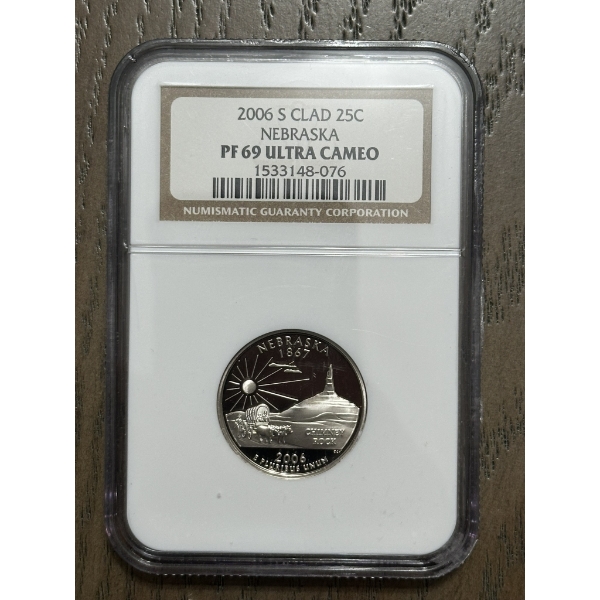 2006 S CLAD 25C
NEBRASKA
PF 69 ULTRA CAMEO
1533148-076
NUMISMATIC GUARANTY CORPORATION
NEBRASKA
1867
CHIMNEY
ROCK
2006
E PLURIBUS UNUM